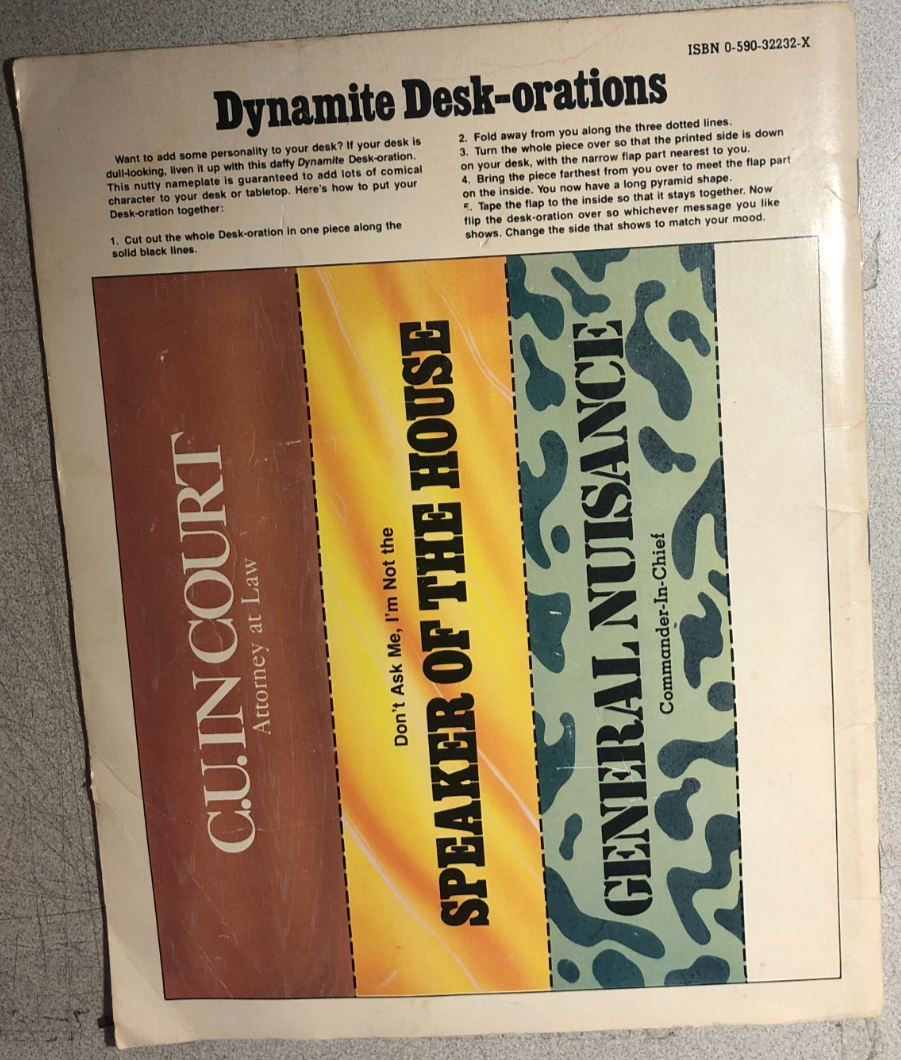 ISBN 0-590-32232-X
Dynamite Desk-orations
Want to add some personality to your desk? If your desk is
dull-looking, liven it up with this daffy Dynamite Desk-oration.
This nutty nameplate is guaranteed to add lots of comical
character to your desk or tabletop. Here's how to put your
Desk-oration together:
1. Cut out the whole Desk-oration in one piece along the
solid black lines.
2. Fold away from you along the three dotted lines.
3. Turn the whole piece over so that the printed side is down
on your desk, with the narrow flap part nearest to you.
4. Bring the piece farthest from you over to meet the flap part
on the inside. You now have a long pyramid shape.
5. Tape the flap to the inside so that it stays together. Now
flip the desk-oration over so whichever message you like
shows. Change the side that shows to match your mood.
C.U. IN COURT
Attorney at Law
Don't Ask Me, I'm Not the
SPEAKER OF THE HOUSE
GENERAL NUISANCE
Commander-In-Chief